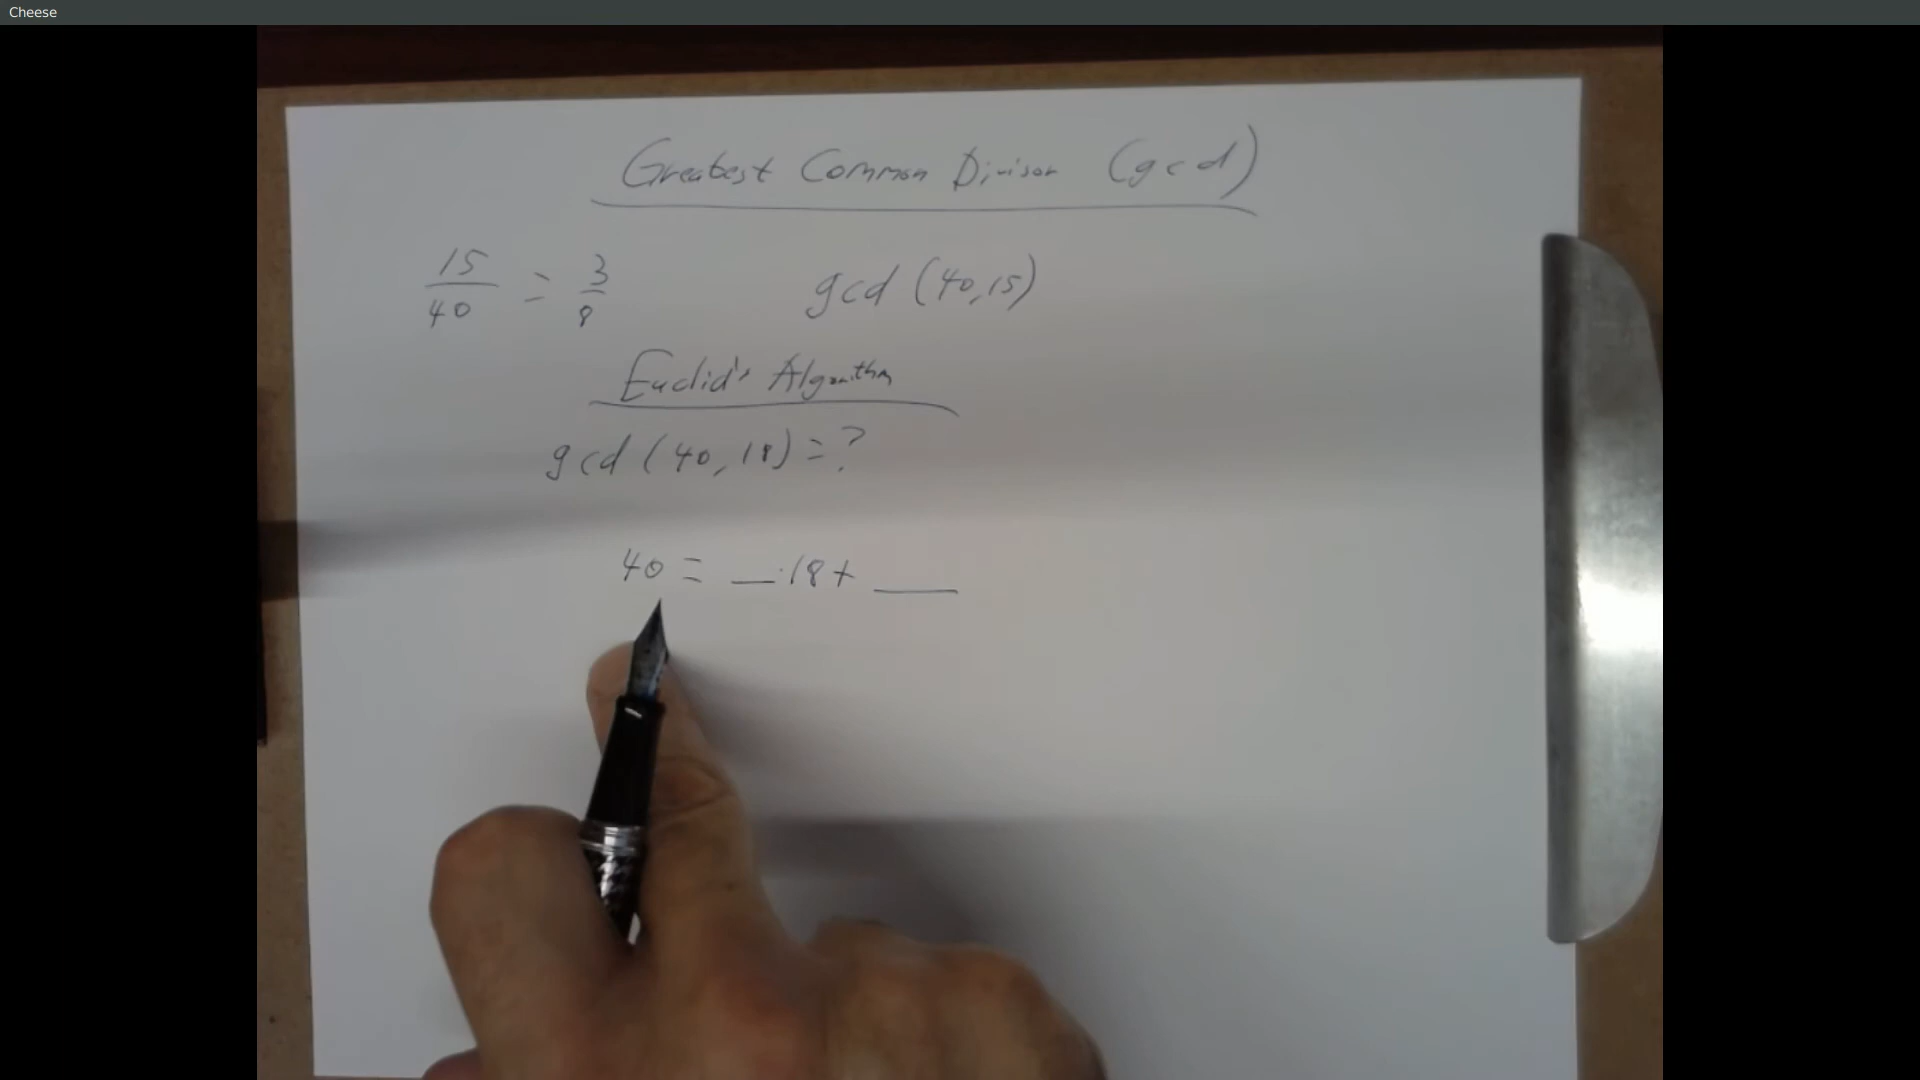 Cheese
Greatest Common Divisor (gcd)
15/40 = 3/8 gcd (40,15)
Euclid's Algorithm
gcd (40, 18) = ?
40 = __ · 18 + ___